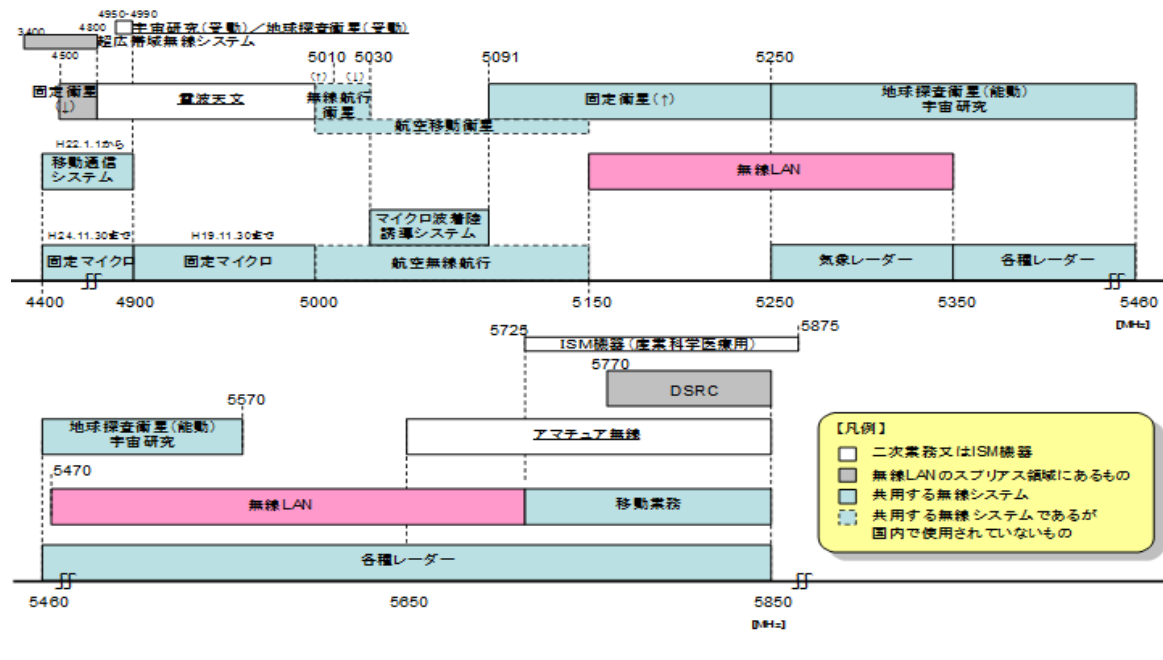 4950-4990
宇宙研究(受動)/地球探査衛星(受動)
3400
4800
超広帯域無線システム
4500
5010
5030
5091
5250
(↑)
(↓)
固定衛星
(↓)
電波天文
無線航行
衛星
固定衛星(↑)
地球探査衛星(能動)
宇宙研究
航空移動衛星
H22.1.1から
移動通信
システム
無線LAN
マイクロ波着陸
誘導システム
H24.11.30まで
H19.11.30まで
固定マイクロ
固定マイクロ
航空無線航行
気象レーダー
各種レーダー
4400
4900
5000
5150
5250
5350
5460
[MHz]
5725
5875
ISM機器(産業科学医療用)
5770
DSRC
5570
地球探査衛星(能動)
宇宙研究
アマチュア無線
5470
無線LAN
移動業務
各種レーダー
5460
5650
5850
[MHz]
【凡例】
二次業務又はISM機器
無線LANのスプリアス領域にあるもの
共用する無線システム
共用する無線システムであるが
国内で使用されていないもの